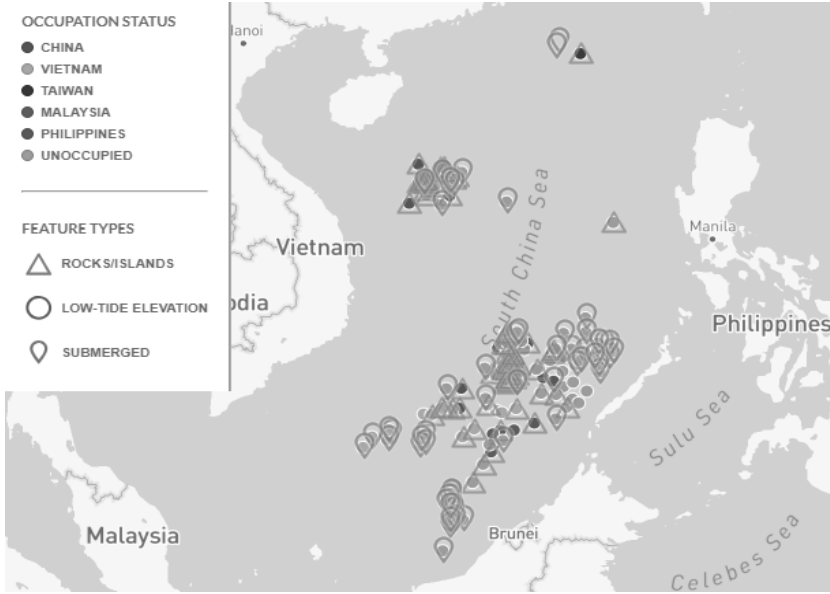 OCCUPATION STATUS
CHINA
VIETNAM
TAIWAN
MALAYSIA
PHILIPPINES
UNOCCUPIED
FEATURE TYPES
ROCKS/ISLANDS
LOW-TIDE ELEVATION
SUBMERGED
anoi
Vietnam
odia
South China Sea
Manila
Philippines
Sulu Sea
Malaysia
Brunei
Celebes Sea